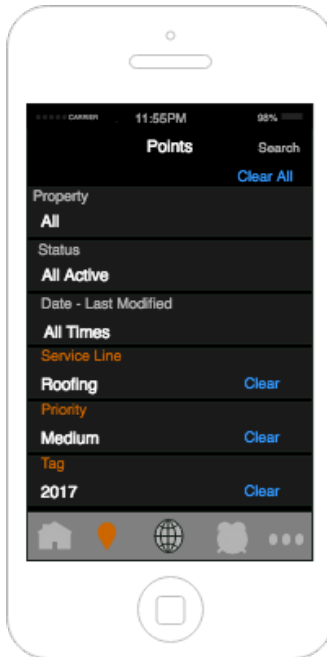 CARRIER 11:55PM 98%
Points Search
Clear All
Property
All
Status
All Active
Date - Last Modified
All Times
Service Line
Roofing Clear
Priority
Medium Clear
Tag
2017 Clear